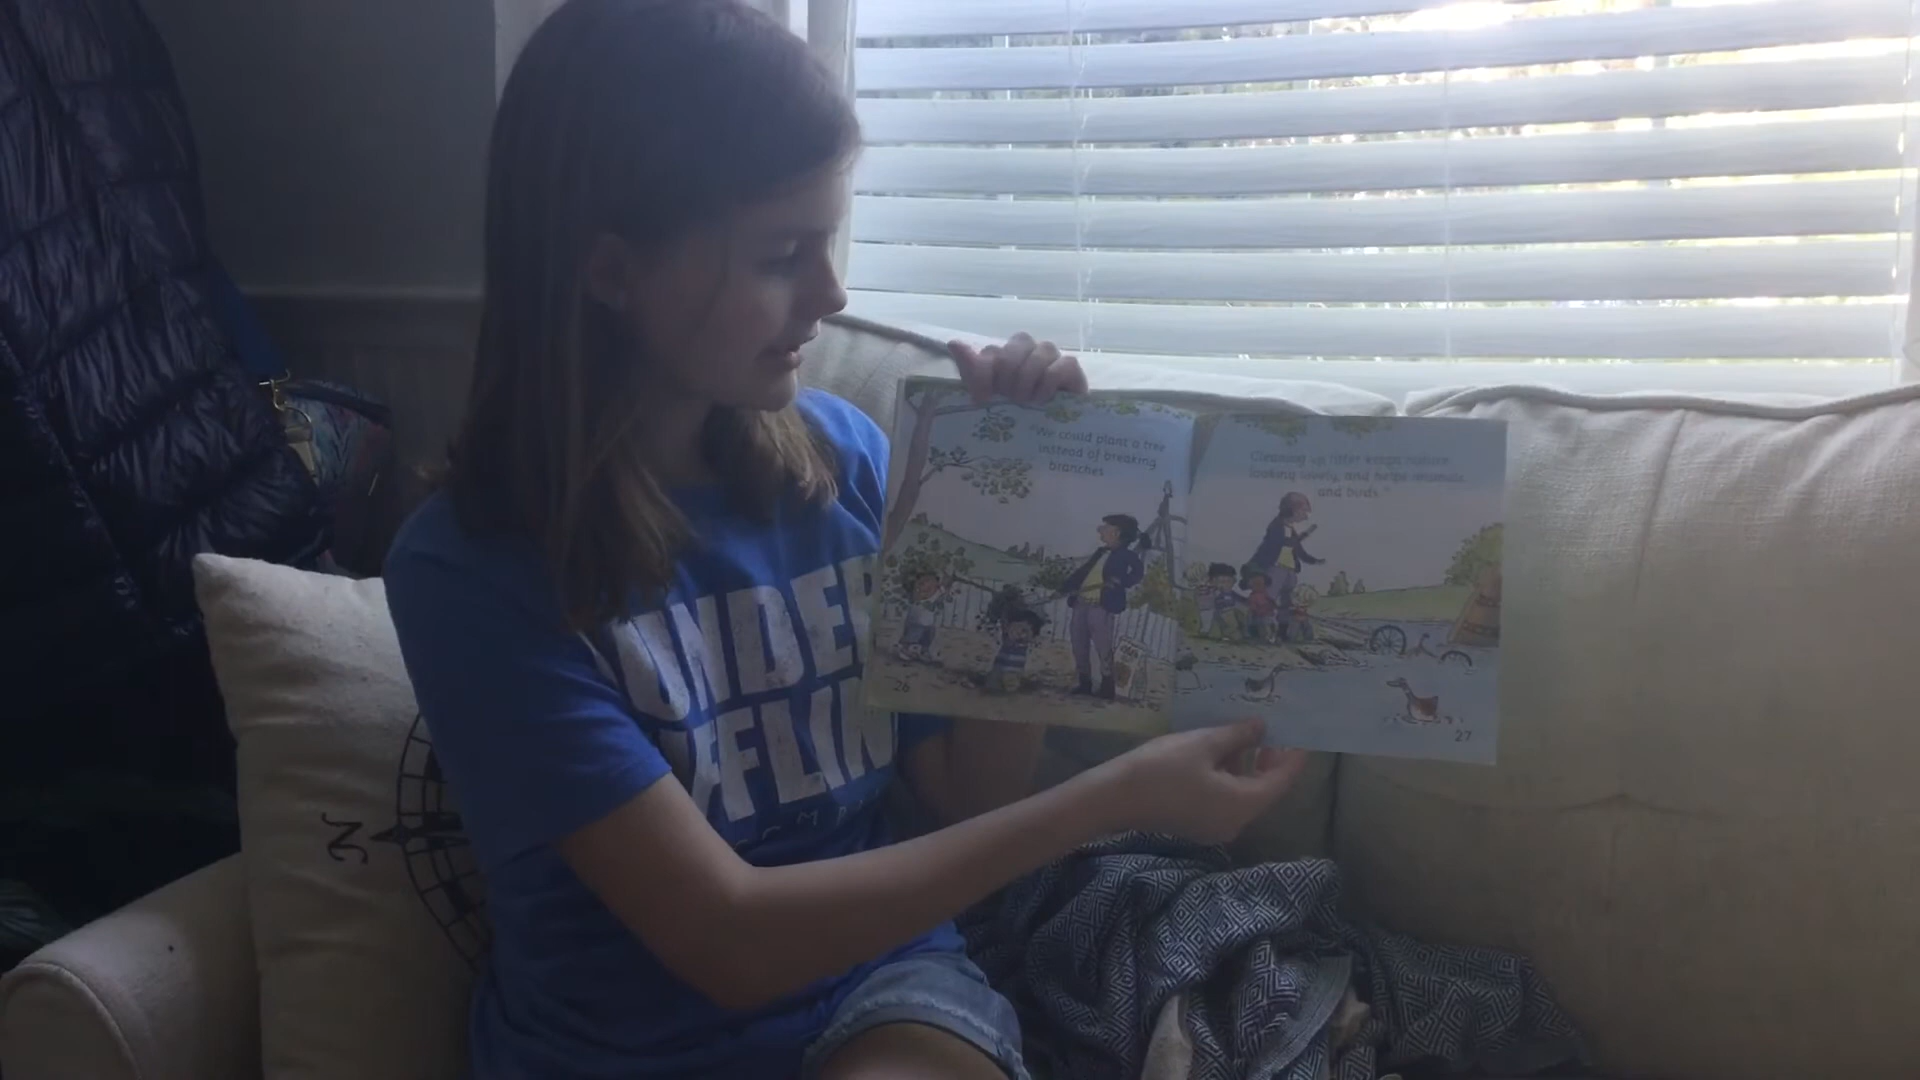 "We could plant a tree
instead of breaking
branches.
Cleaning up litter keeps nature
looking lovely, and helps animals
and birds."
26
27
UNDER
FFLIN
N